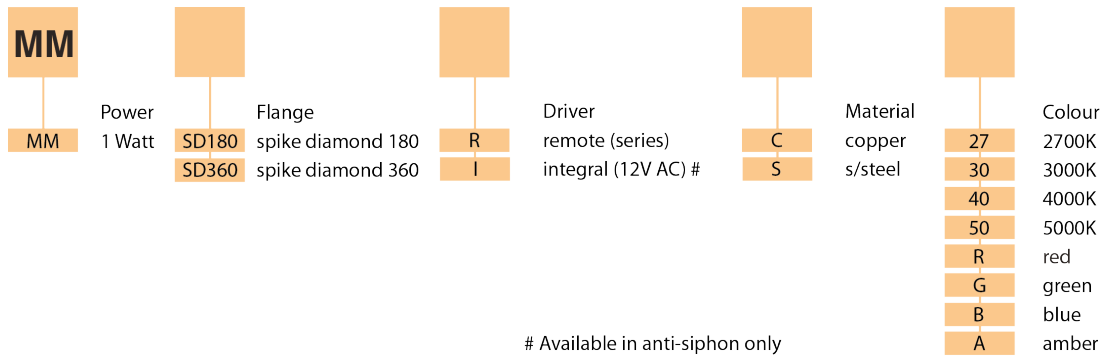 MM
Power Flange Driver Material Colour
MM 1 Watt SD180 spike diamond 180 R remote (series) C copper 27 2700K
SD360 spike diamond 360 I integral (12V AC) # S s/steel 30 3000K
40 4000K
50 5000K
R red
G green
B blue
# Available in anti-siphon only A amber